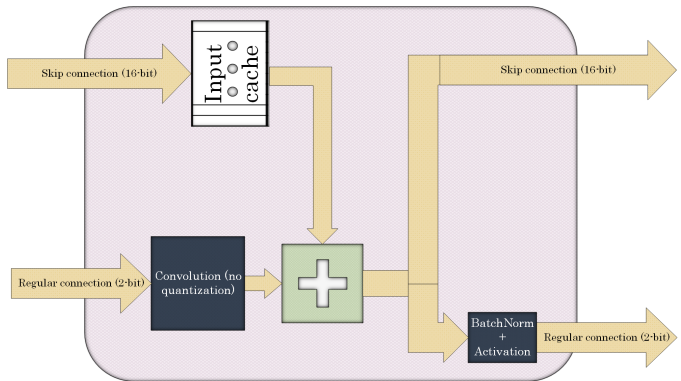 Skip connection (16-bit)
Input
cache
Skip connection (16-bit)
Regular connection (2-bit)
Convolution (no
quantization)
BatchNorm
+
Activation
Regular connection (2-bit)